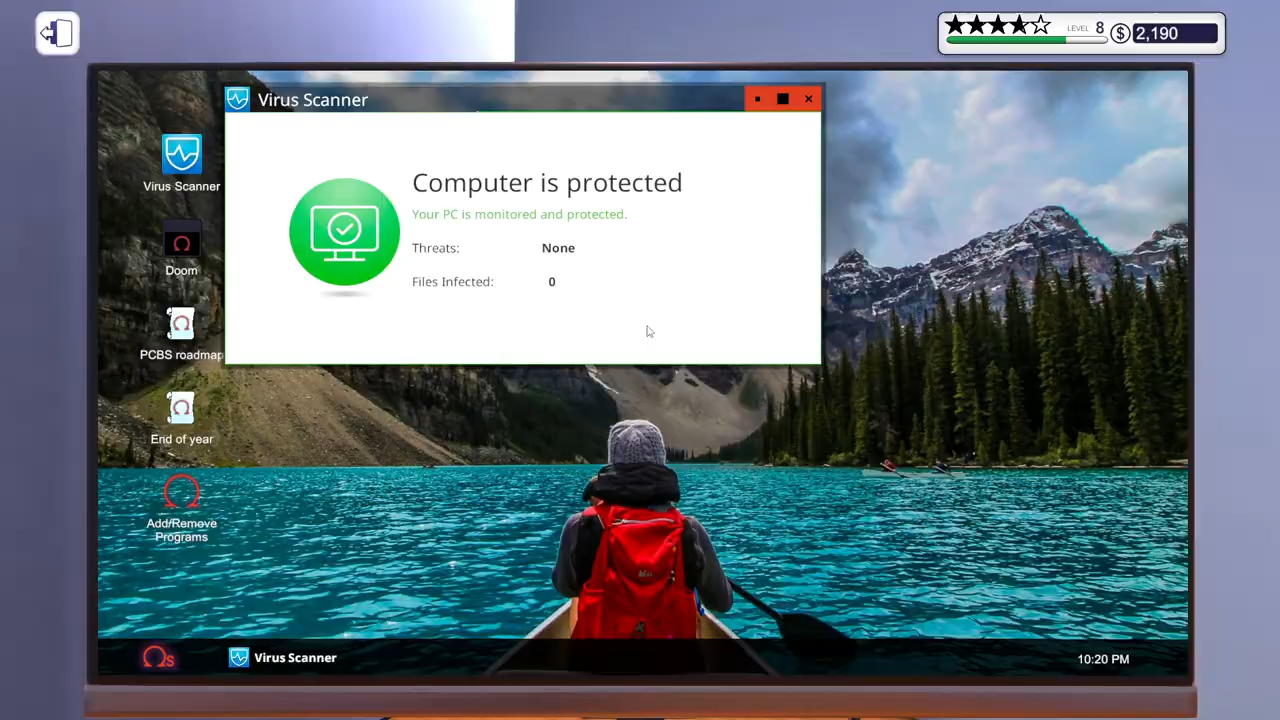 LEVEL 8
$ 2,190
Virus Scanner
Computer is protected
Your PC is monitored and protected.
Threats: None
Files Infected: 0
Virus Scanner
Doom
PCBS roadmap
End of year
Add/Remove
Programs
Ωs
Virus Scanner
10:20 PM